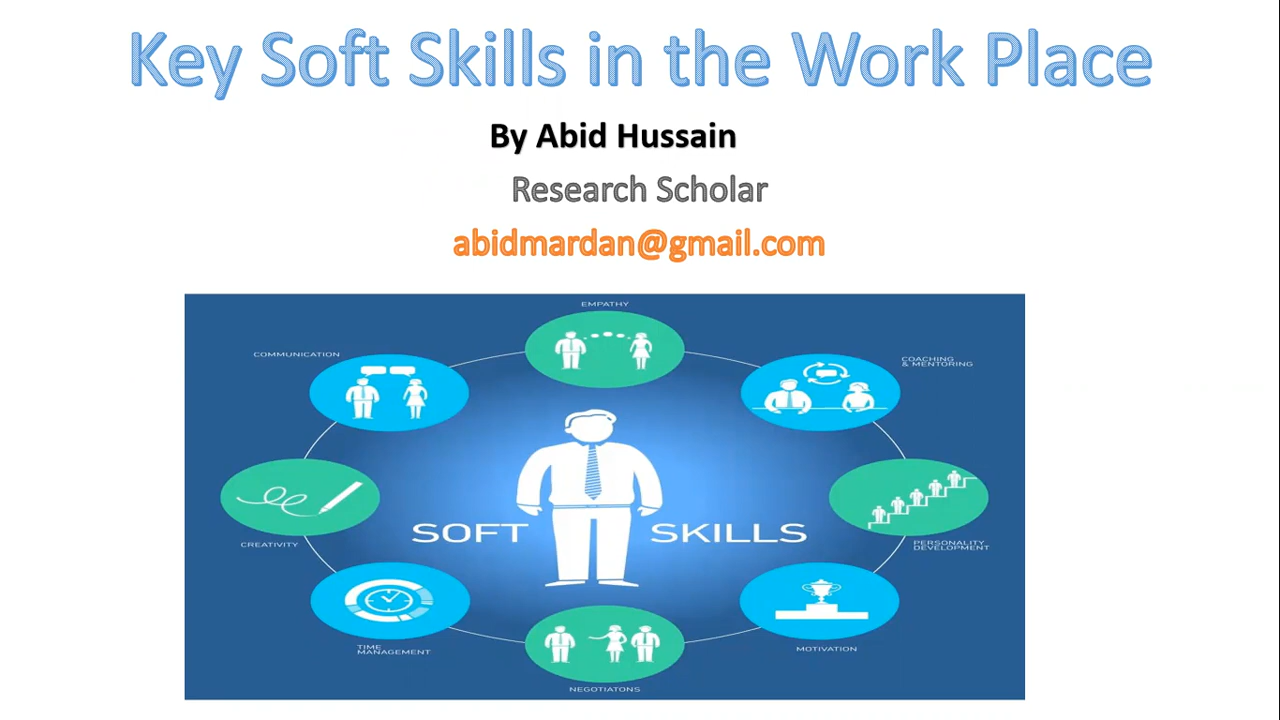 Key Soft Skills in the Work Place
By Abid Hussain
Research Scholar
abidmardan@gmail.com
EMPATHY
COMMUNICATION
COACHING
& MENTORING
SOFT SKILLS
CREATIVITY
PERSONALITY
DEVELOPMENT
TIME
MANAGEMENT
MOTIVATION
NEGOTIATONS